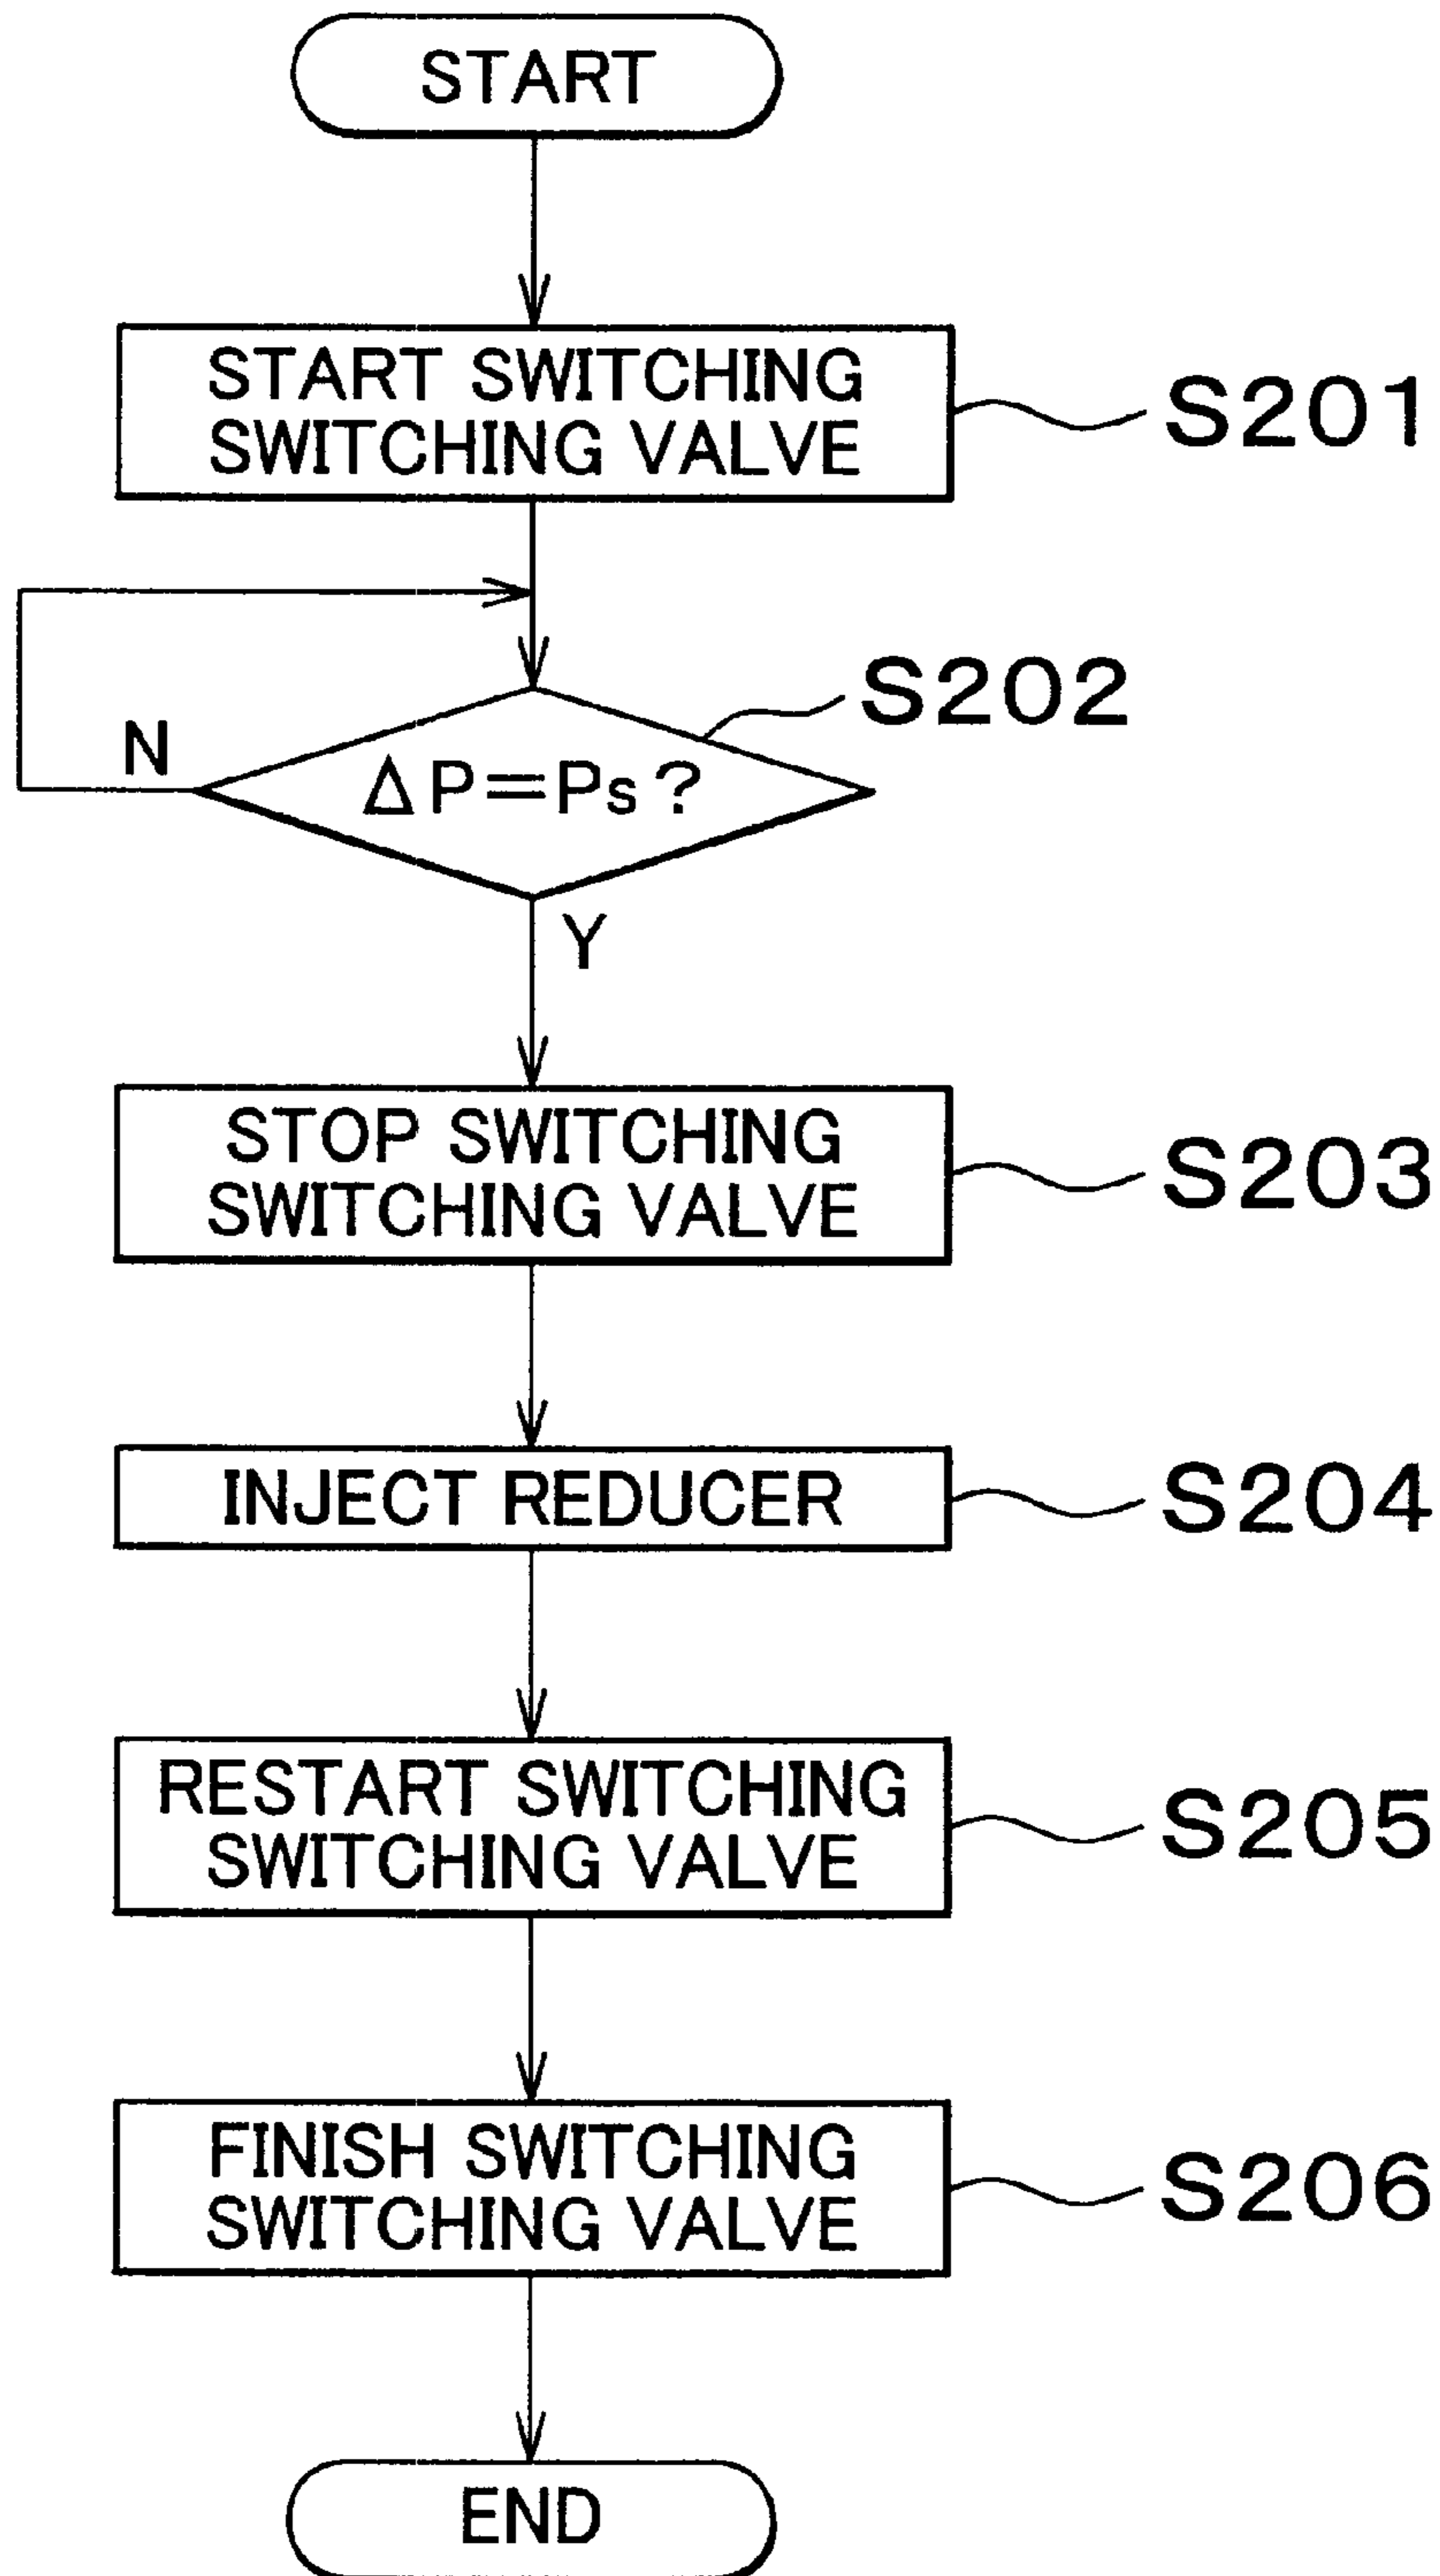 START
START SWITCHING
SWITCHING VALVE
S201
S202
N
ΔP=Ps?
Y
STOP SWITCHING
SWITCHING VALVE
S203
INJECT REDUCER
S204
RESTART SWITCHING
SWITCHING VALVE
S205
FINISH SWITCHING
SWITCHING VALVE
S206
END